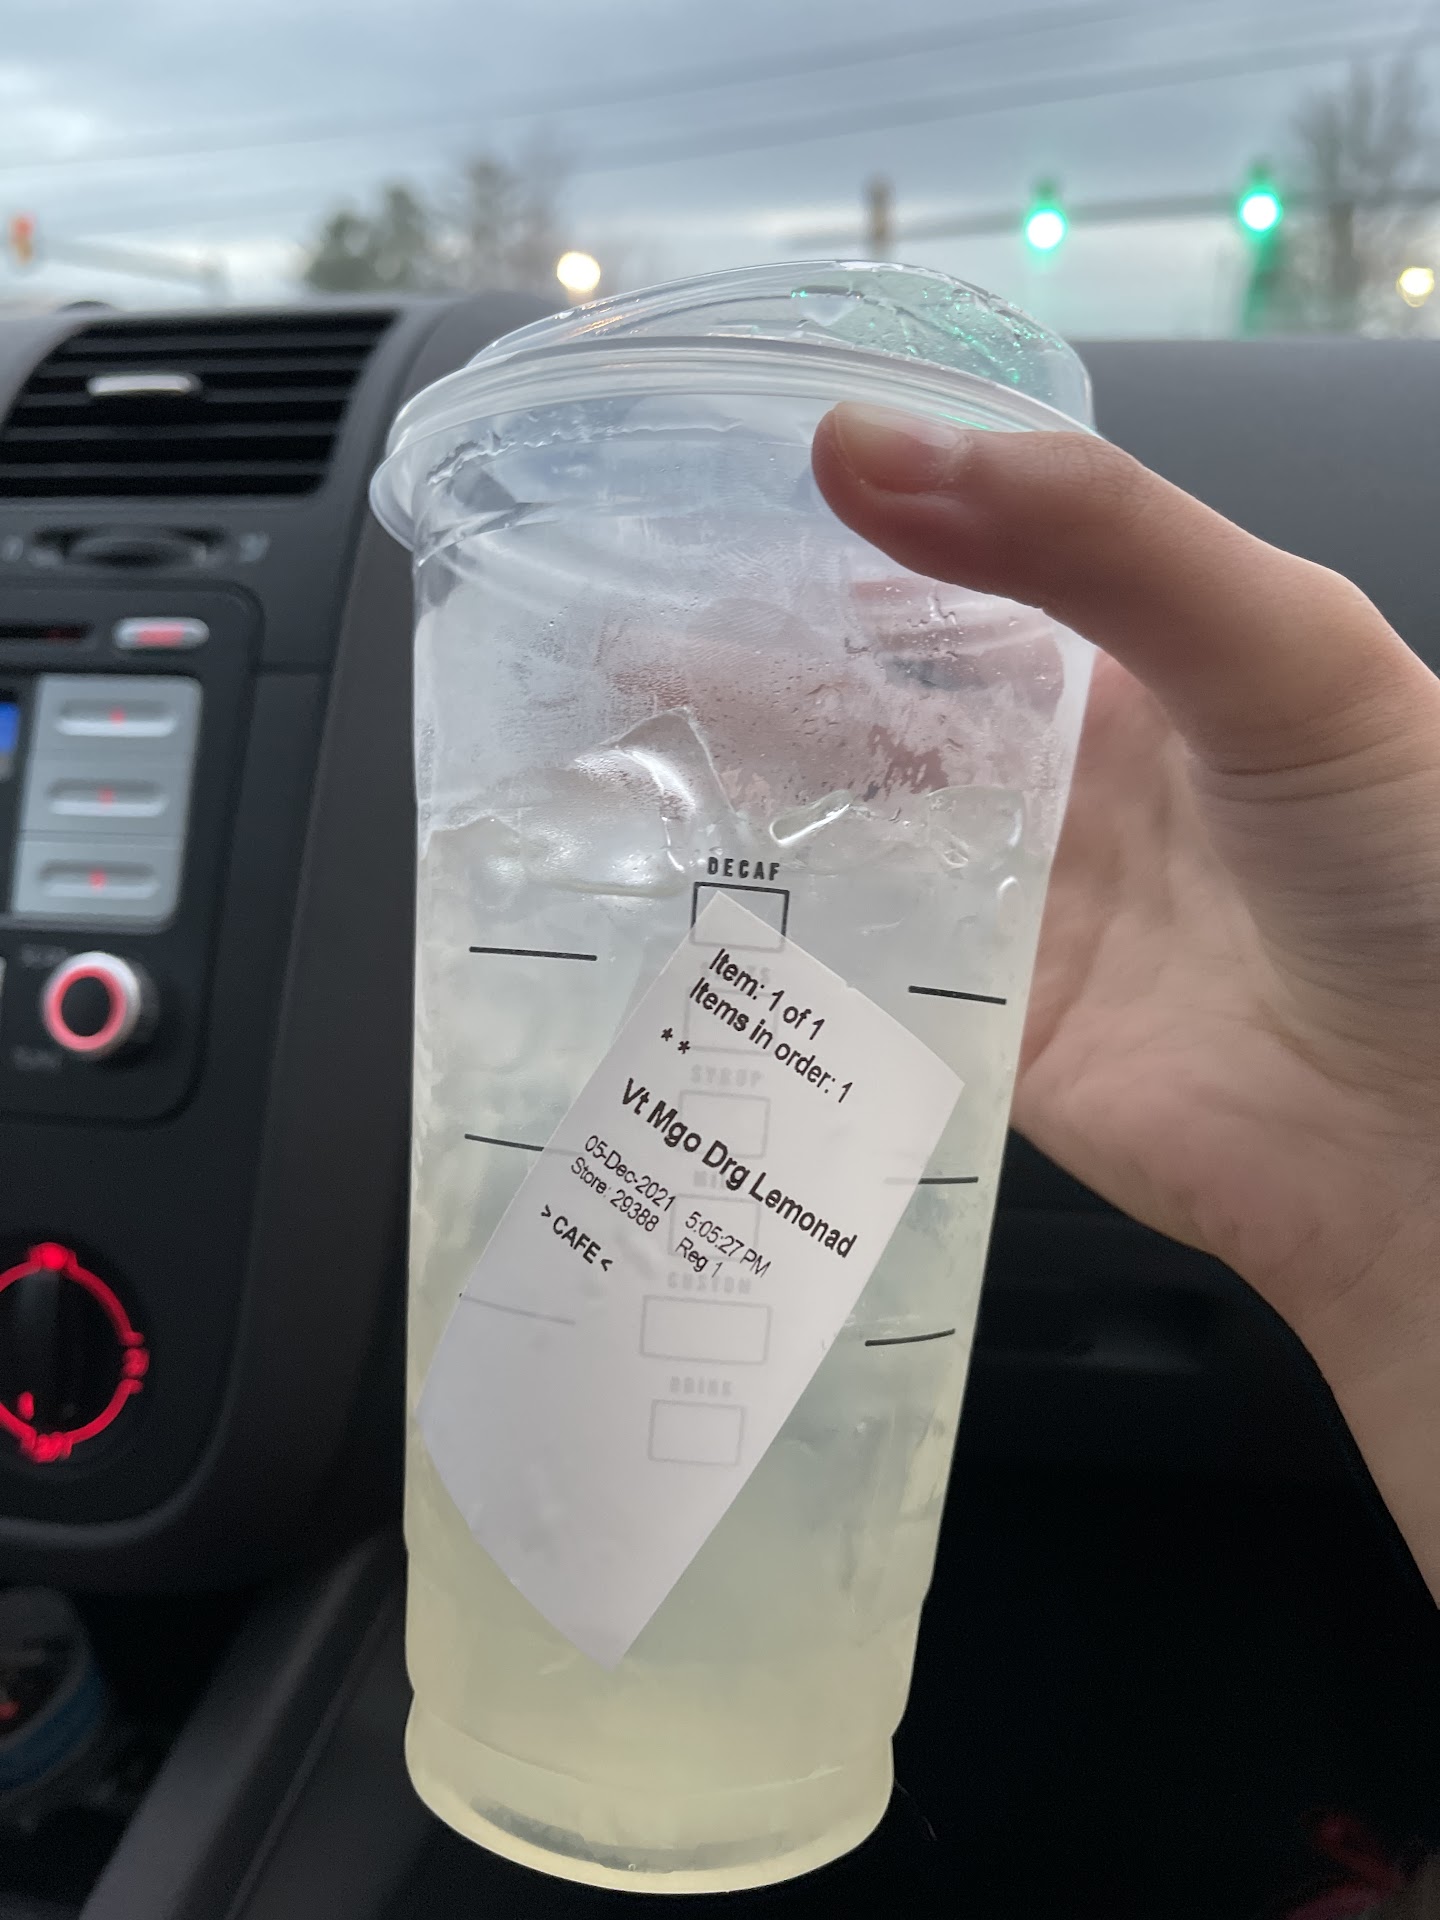 DECAF
Item: 1 of 1
Items in order: 1
* *
SYRUP
Vt Mgo Drg Lemonad
05-Dec-2021 5:05:27 PM
Store: 29388 Reg 1
> CAFE <
CUSTOM
DRINK